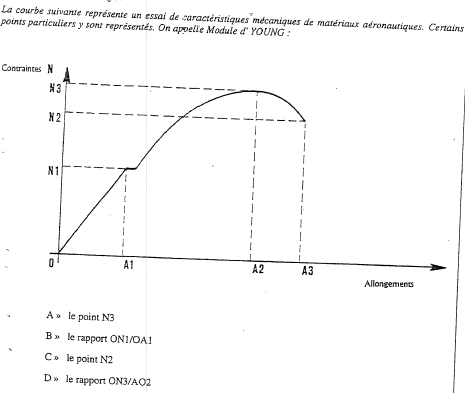 La courbe suivante représente un essai de caractéristiques mécaniques de matériaux aéronautiques. Certains
points particuliers y sont représentés. On appelle Module d' YOUNG :
Contraintes N
N3
N2
N1
0
A1
A2
A3
Allongements
A » le point N3
B » le rapport ON1/OA1
C » le point N2
D » le rapport ON3/AO2